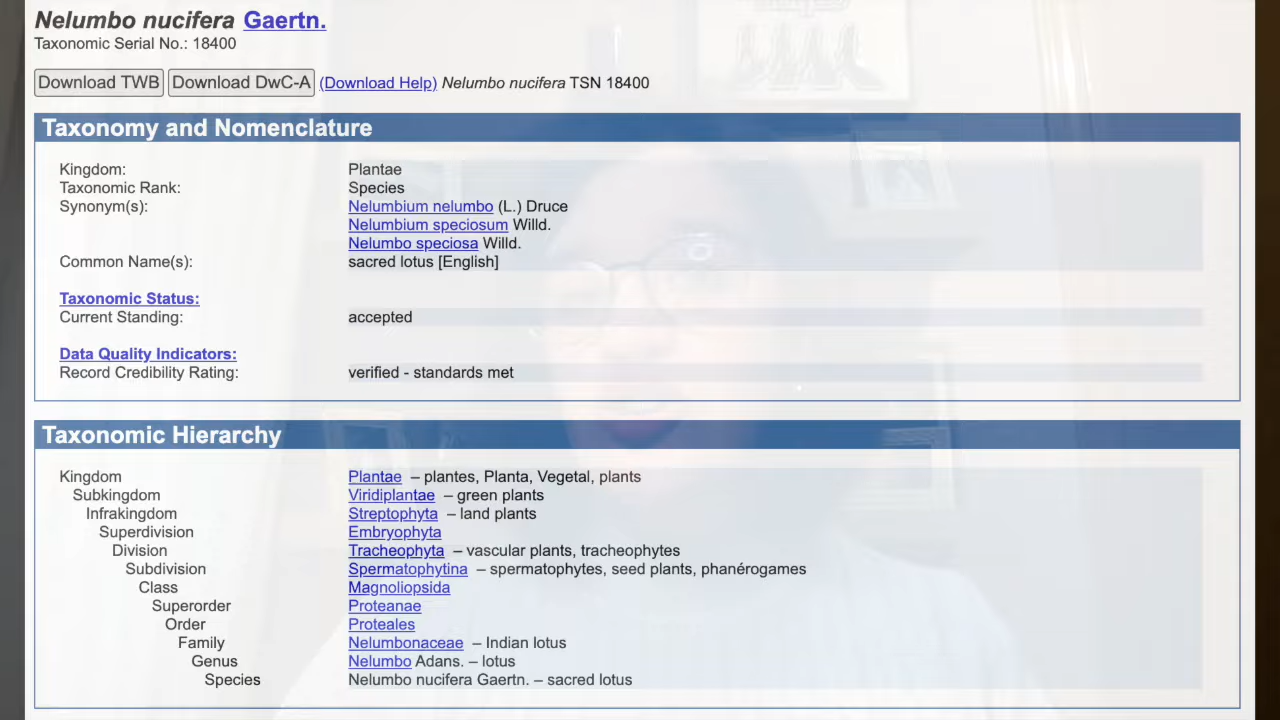 Nelumbo nucifera Gaertn.
Taxonomic Serial No.: 18400
Download TWB Download DwC-A (Download Help) Nelumbo nucifera TSN 18400
Taxonomy and Nomenclature
Kingdom: Plantae
Taxonomic Rank: Species
Synonym(s): Nelumbium nelumbo (L.) Druce
Nelumbium speciosum Willd.
Nelumbo speciosa Willd.
Common Name(s): sacred lotus [English]
Taxonomic Status:
Current Standing: accepted
Data Quality Indicators:
Record Credibility Rating: verified - standards met
Taxonomic Hierarchy
Kingdom Plantae – plantes, Planta, Vegetal, plants
Subkingdom Viridiplantae – green plants
Infrakingdom Streptophyta – land plants
Superdivision Embryophyta
Division Tracheophyta – vascular plants, tracheophytes
Subdivision Spermatophytina – spermatophytes, seed plants, phanérogames
Class Magnoliopsida
Superorder Proteanae
Order Proteales
Family Nelumbonaceae – Indian lotus
Genus Nelumbo Adans. – lotus
Species Nelumbo nucifera Gaertn. – sacred lotus